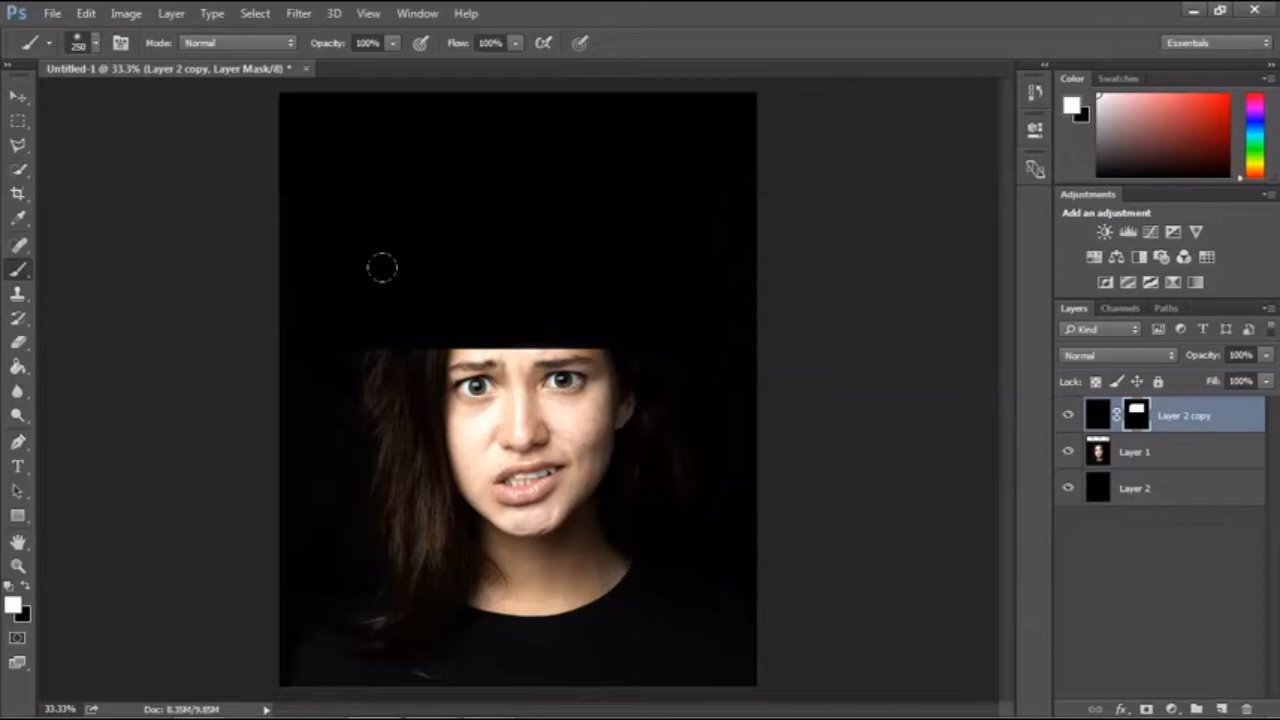 Ps File Edit Image Layer Type Select Filter 3D View Window Help
250 Mode: Normal Opacity: 100% Flow: 100% Essentials
Untitled-1 @ 33.3% (Layer 2 copy, Layer Mask/8) * ×
Color Swatches
Adjustments
Add an adjustment
Layers Channels Paths
Kind
Normal Opacity: 100%
Lock: Fill: 100%
Layer 2 copy
Layer 1
Layer 2
33.33% Doc: 8.35M/9.85M
fx